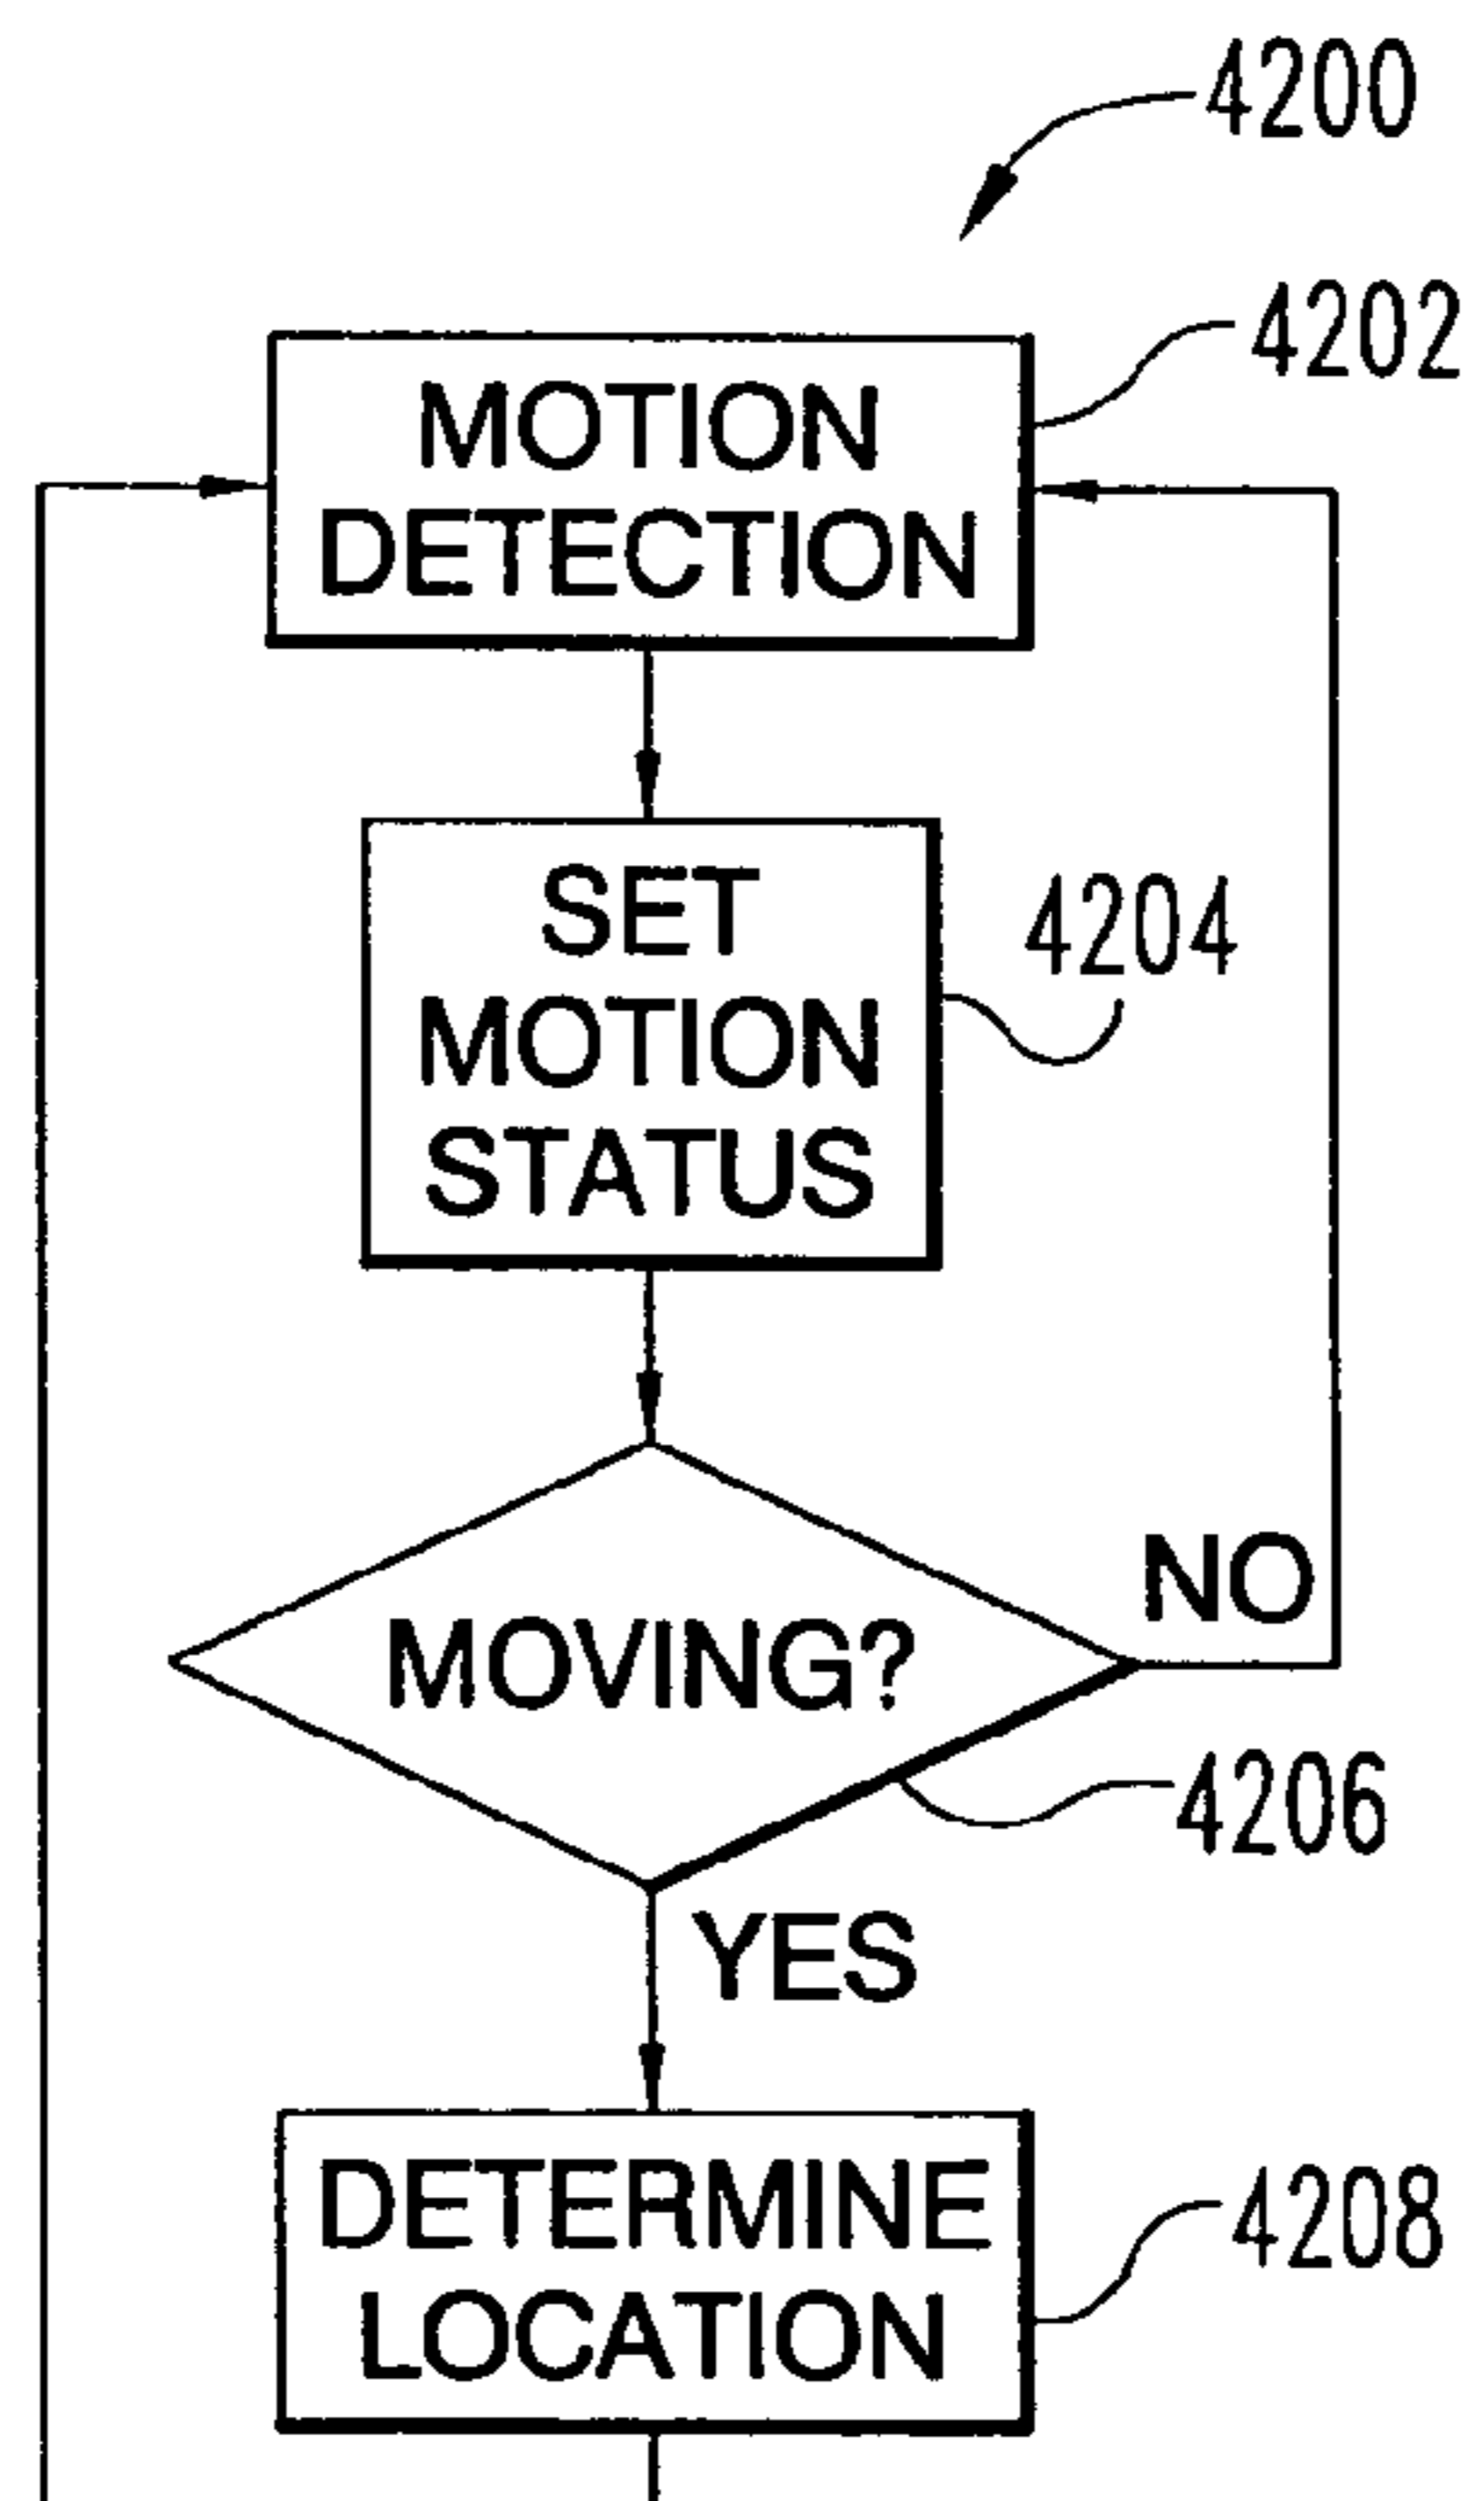 4200
4202
MOTION
DETECTION
SET
MOTION
STATUS
4204
MOVING?
NO
4206
YES
DETERMINE
LOCATION
4208